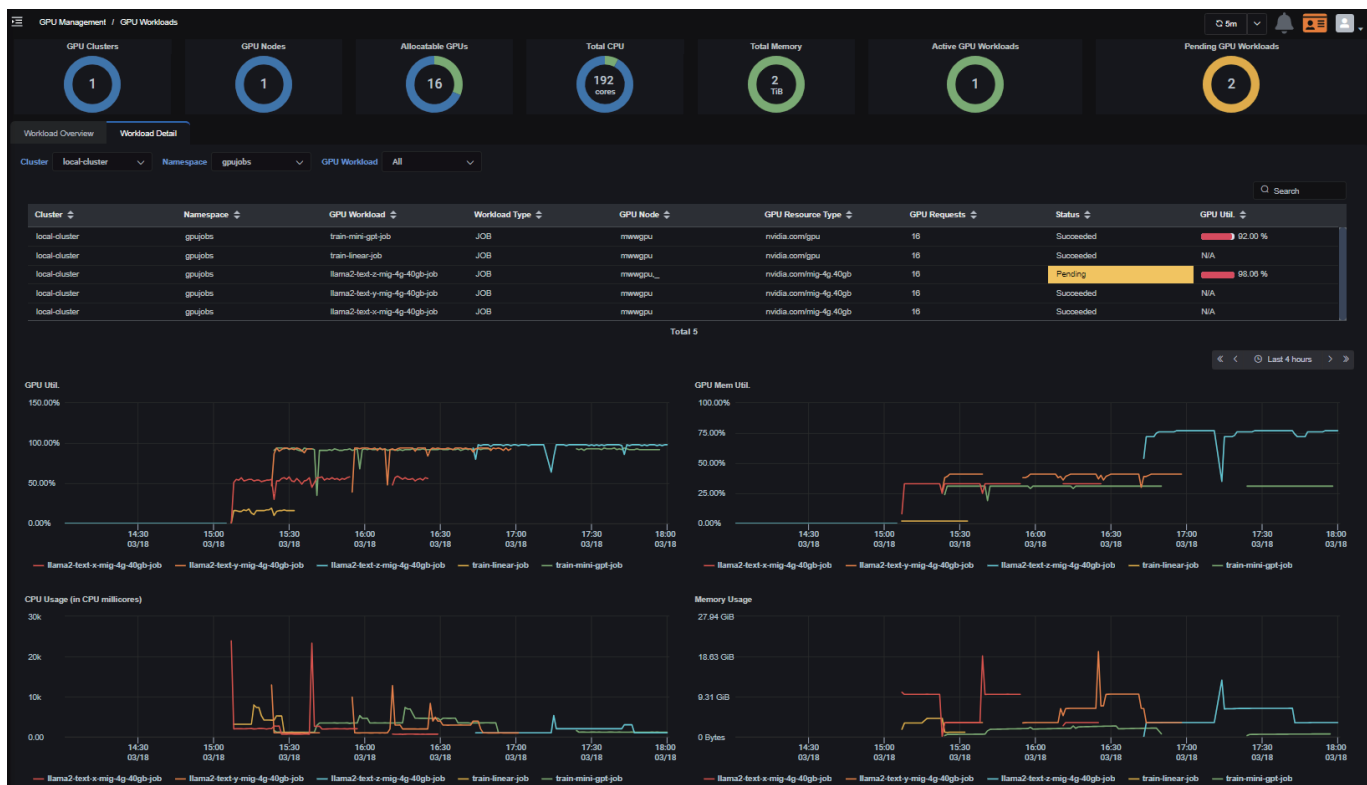 GPU Management / GPU Workloads
5m
GPU Clusters GPU Nodes Allocatable GPUs Total CPU Total Memory Active GPU Workloads Pending GPU Workloads
1 1 16 192 2 1 2
cores TiB
Workload Overview Workload Detail
Cluster local-cluster Namespace gpujobs GPU Workload All
Search
Cluster Namespace GPU Workload Workload Type GPU Node GPU Resource Type GPU Requests Status GPU Util.
local-cluster gpujobs train-mini-gpt-job JOB mwwgpu nvidia.com/gpu 16 Succeeded 92.00 %
local-cluster gpujobs train-linear-job JOB mwwgpu nvidia.com/gpu 16 Succeeded N/A
local-cluster gpujobs llama2-text-z-mig-4g-40gb-job JOB mwwgpu,_ nvidia.com/mig-4g.40gb 16 Pending 98.06 %
local-cluster gpujobs llama2-text-y-mig-4g-40gb-job JOB mwwgpu nvidia.com/mig-4g.40gb 16 Succeeded N/A
local-cluster gpujobs llama2-text-x-mig-4g-40gb-job JOB mwwgpu nvidia.com/mig-4g.40gb 16 Succeeded N/A
Total 5
Last 4 hours
GPU Util.
150.00%
100.00%
50.00%
0.00%
14:30 15:00 15:30 16:00 16:30 17:00 17:30 18:00
03/18 03/18 03/18 03/18 03/18 03/18 03/18 03/18
llama2-text-x-mig-4g-40gb-job llama2-text-y-mig-4g-40gb-job llama2-text-z-mig-4g-40gb-job train-linear-job train-mini-gpt-job
GPU Mem Util.
100.00%
75.00%
50.00%
25.00%
0.00%
14:30 15:00 15:30 16:00 16:30 17:00 17:30 18:00
03/18 03/18 03/18 03/18 03/18 03/18 03/18 03/18
llama2-text-x-mig-4g-40gb-job llama2-text-y-mig-4g-40gb-job llama2-text-z-mig-4g-40gb-job train-linear-job train-mini-gpt-job
CPU Usage (in CPU millicores)
30k
20k
10k
0.00
14:30 15:00 15:30 16:00 16:30 17:00 17:30 18:00
03/18 03/18 03/18 03/18 03/18 03/18 03/18 03/18
llama2-text-x-mig-4g-40gb-job llama2-text-y-mig-4g-40gb-job llama2-text-z-mig-4g-40gb-job train-linear-job train-mini-gpt-job
Memory Usage
27.94 GiB
18.63 GiB
9.31 GiB
0 Bytes
14:30 15:00 15:30 16:00 16:30 17:00 17:30 18:00
03/18 03/18 03/18 03/18 03/18 03/18 03/18 03/18
llama2-text-x-mig-4g-40gb-job llama2-text-y-mig-4g-40gb-job llama2-text-z-mig-4g-40gb-job train-linear-job train-mini-gpt-job